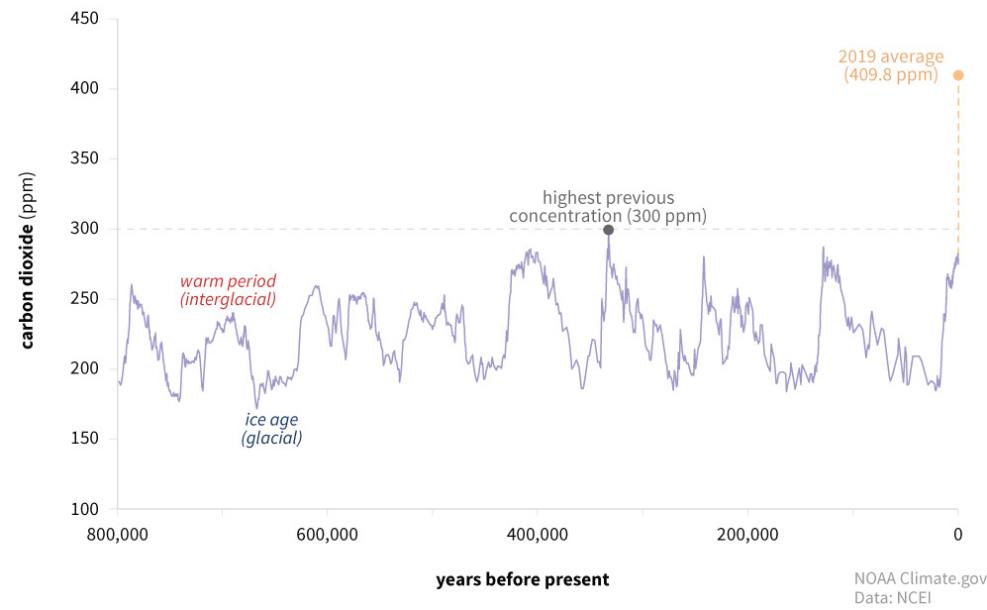 450
400
350
300
250
200
150
100
carbon dioxide (ppm)
2019 average
(409.8 ppm)
highest previous
concentration (300 ppm)
warm period
(interglacial)
ice age
(glacial)
800,000
600,000
400,000
200,000
0
years before present
NOAA Climate.gov
Data: NCEI